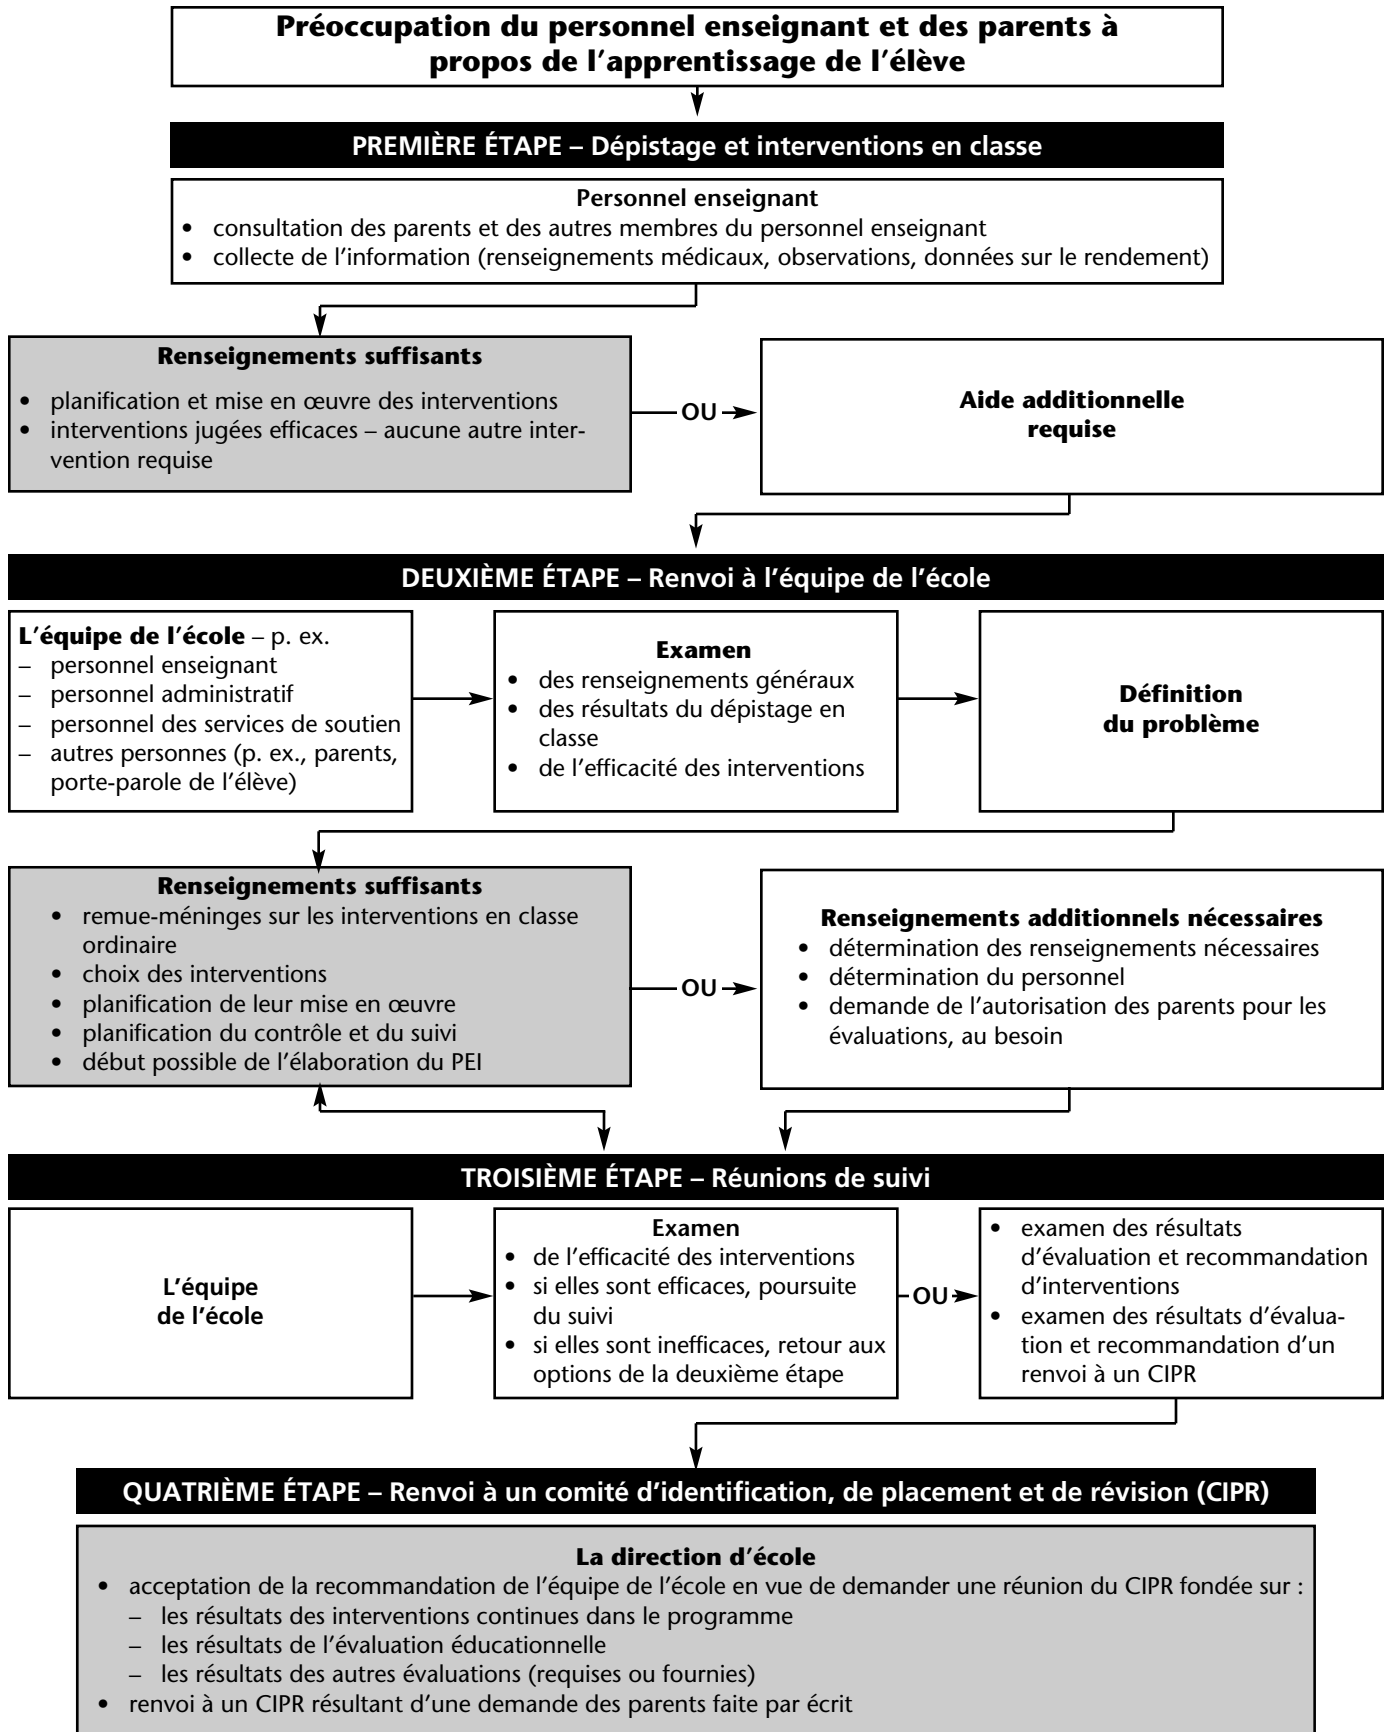 Préoccupation du personnel enseignant et des parents à
propos de l'apprentissage de l'élève
PREMIÈRE ÉTAPE – Dépistage et interventions en classe
Personnel enseignant
• consultation des parents et des autres membres du personnel enseignant
• collecte de l'information (renseignements médicaux, observations, données sur le rendement)
Renseignements suffisants
• planification et mise en œuvre des interventions
• interventions jugées efficaces – aucune autre inter-
vention requise
OU
Aide additionnelle
requise
DEUXIÈME ÉTAPE – Renvoi à l'équipe de l'école
L'équipe de l'école – p. ex.
– personnel enseignant
– personnel administratif
– personnel des services de soutien
– autres personnes (p. ex., parents,
porte-parole de l'élève)
Examen
• des renseignements généraux
• des résultats du dépistage en
classe
• de l'efficacité des interventions
Définition
du problème
Renseignements suffisants
• remue-méninges sur les interventions en classe
ordinaire
• choix des interventions
• planification de leur mise en œuvre
• planification du contrôle et du suivi
• début possible de l'élaboration du PEI
OU
Renseignements additionnels nécessaires
• détermination des renseignements nécessaires
• détermination du personnel
• demande de l'autorisation des parents pour les
évaluations, au besoin
TROISIÈME ÉTAPE – Réunions de suivi
L'équipe
de l'école
Examen
• de l'efficacité des interventions
• si elles sont efficaces, poursuite
du suivi
• si elles sont inefficaces, retour aux
options de la deuxième étape
OU
• examen des résultats
d'évaluation et recommandation
d'interventions
• examen des résultats d'évalua-
tion et recommandation d'un
renvoi à un CIPR
QUATRIÈME ÉTAPE – Renvoi à un comité d'identification, de placement et de révision (CIPR)
La direction d'école
• acceptation de la recommandation de l'équipe de l'école en vue de demander une réunion du CIPR fondée sur :
– les résultats des interventions continues dans le programme
– les résultats de l'évaluation éducationnelle
– les résultats des autres évaluations (requises ou fournies)
• renvoi à un CIPR résultant d'une demande des parents faite par écrit